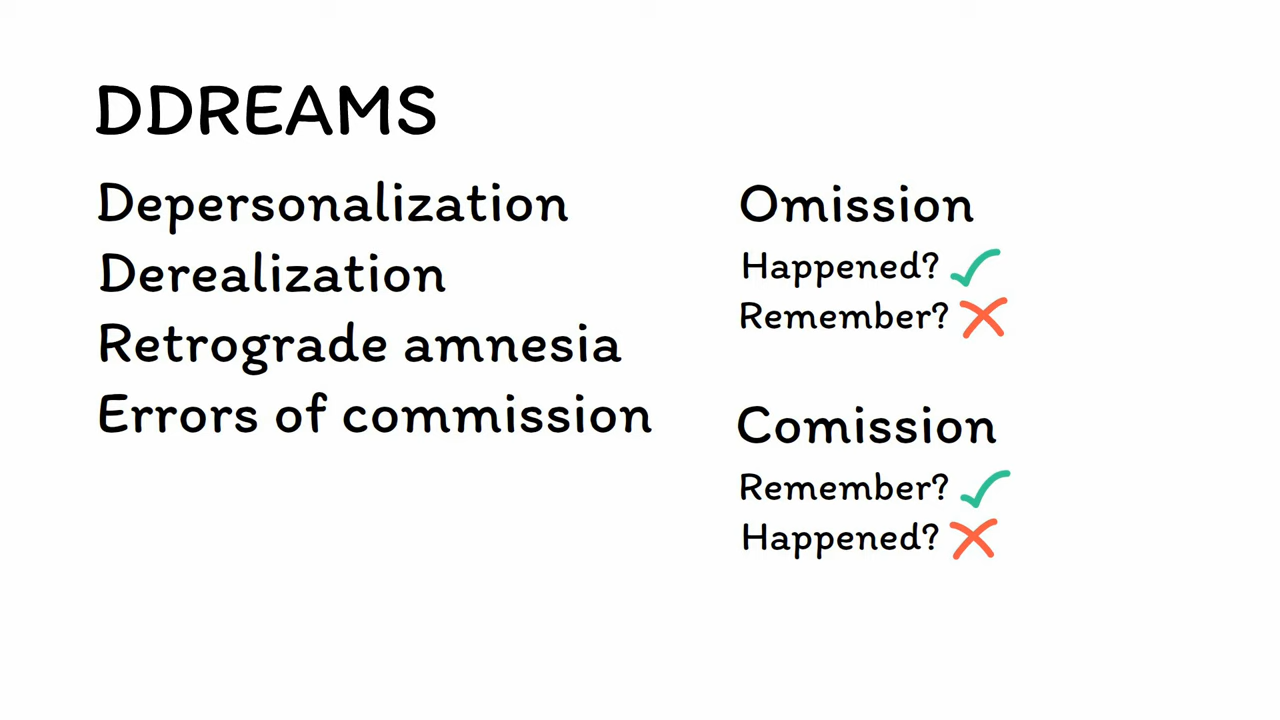 DDREAMS
Depersonalization
Derealization
Retrograde amnesia
Errors of commission
Omission
Happened?
Remember?
Comission
Remember?
Happened?